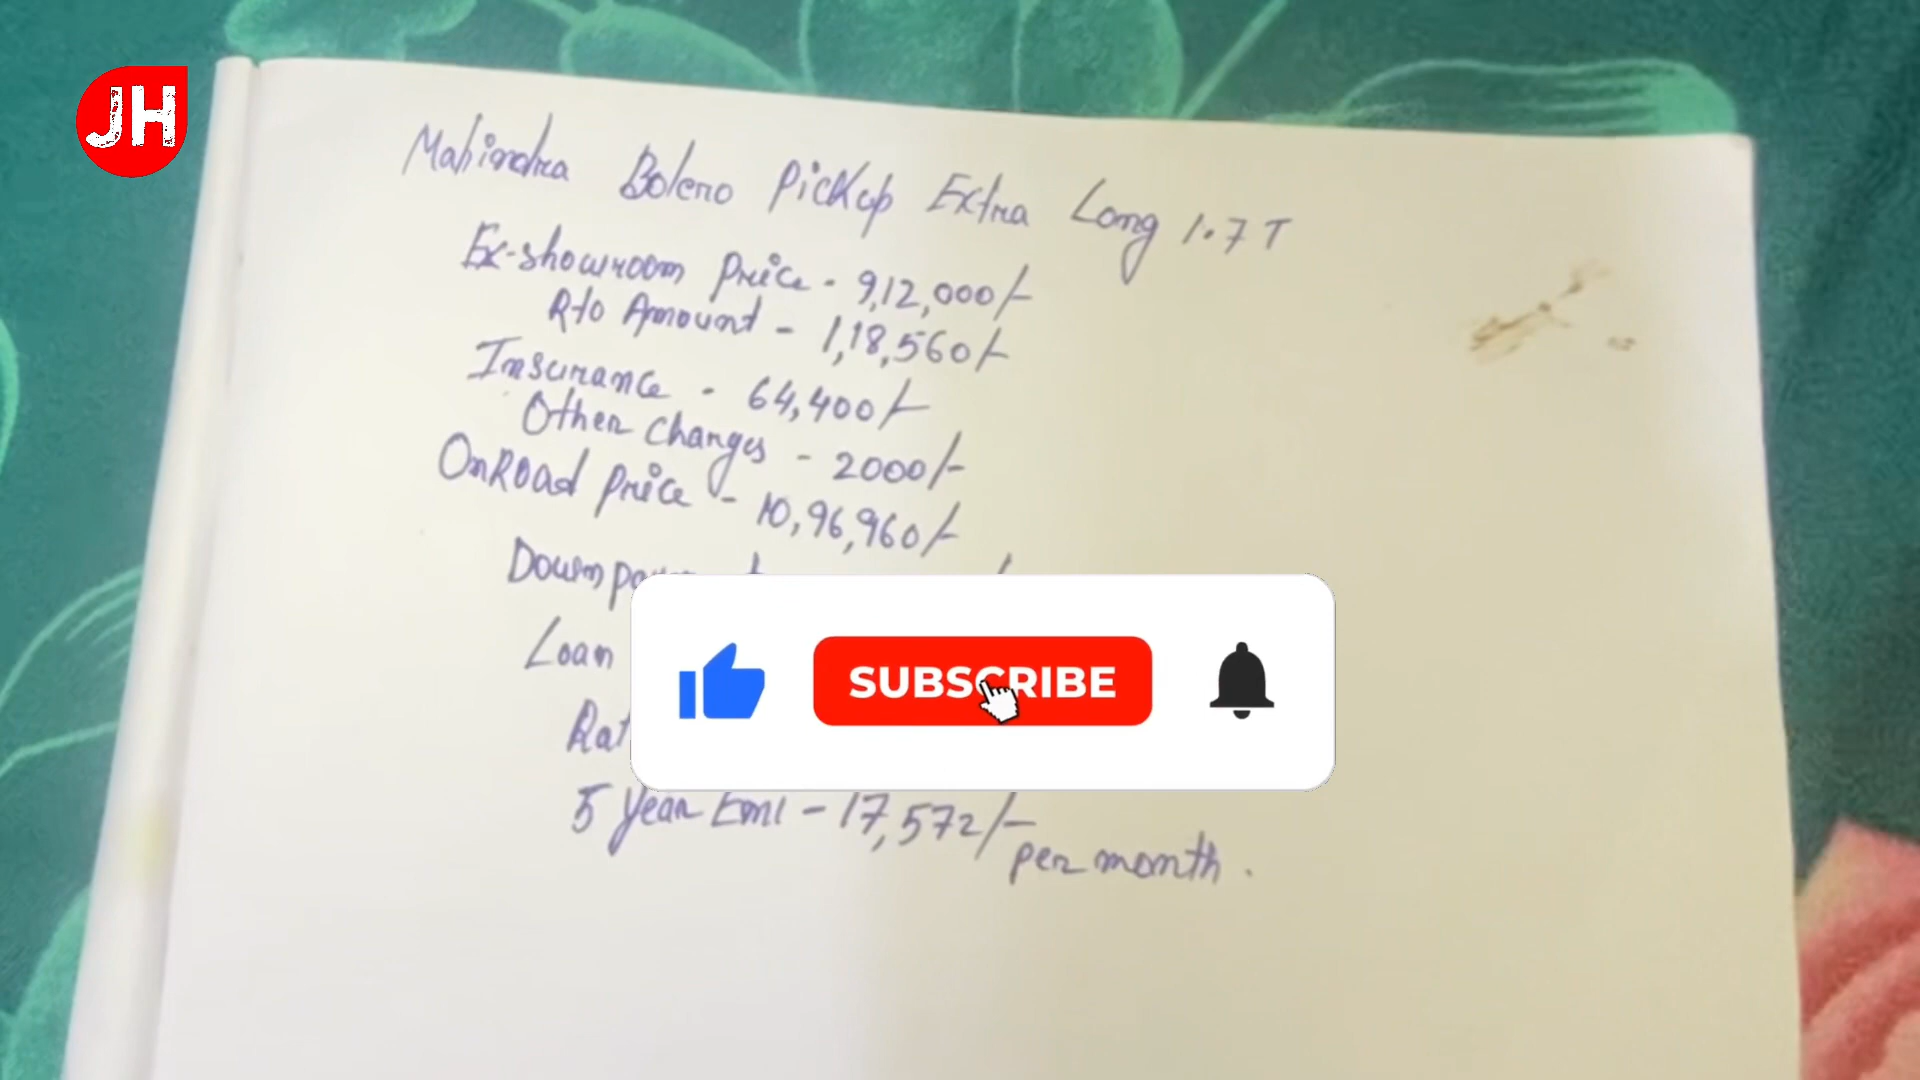 JH
Mahindra Bolero Pickup Extra Long 1.7 T
Ex-showroom Price - 9,12,000/-
Rto Amount - 1,18,560/-
Insurance - 64,400/-
Other Charges - 2000/-
OnRoad Price - 10,96,960/-
Loan
SUBSCRIBE
5 Year Emi - 17,572/-
per month.